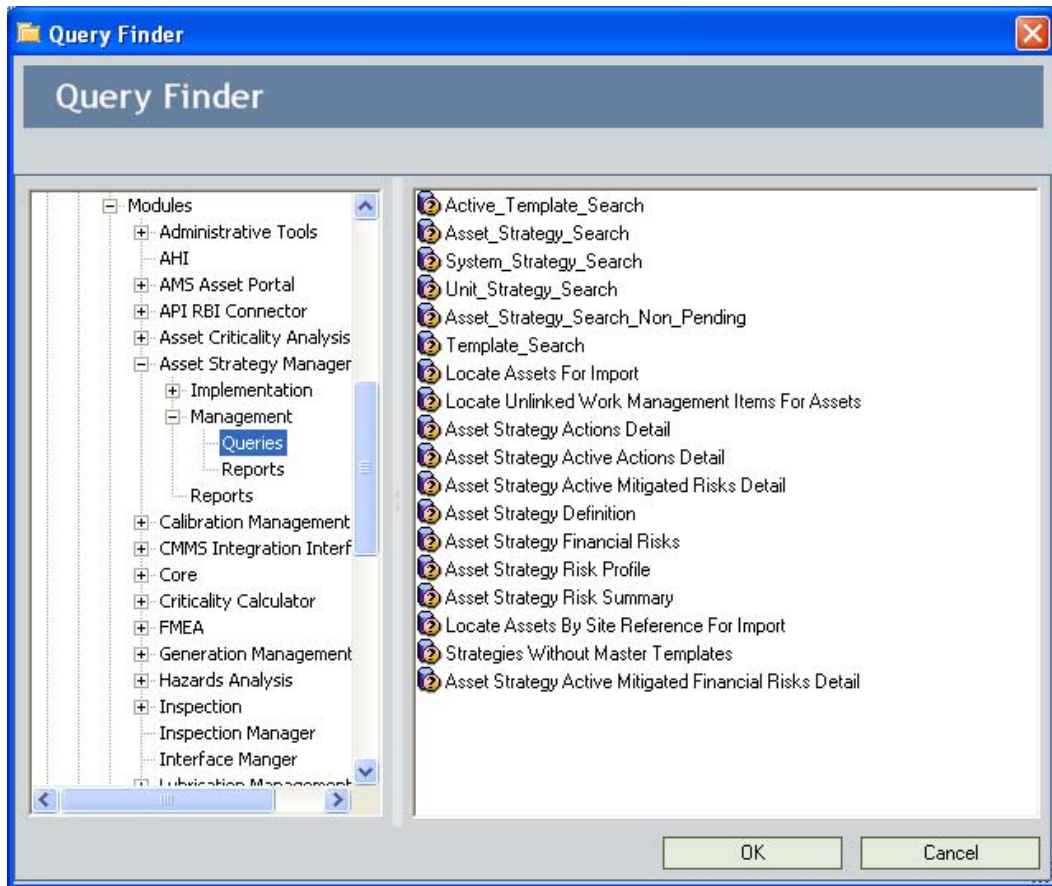 Query Finder
Query Finder
Modules
Administrative Tools
AHI
AMS Asset Portal
API RBI Connector
Asset Criticality Analysis
Asset Strategy Manager
Implementation
Management
Queries
Reports
Reports
Calibration Management
CMMS Integration Interf
Core
Criticality Calculator
FMEA
Generation Management
Hazards Analysis
Inspection
Inspection Manager
Interface Manger
Lubrication Management
Active_Template_Search
Asset_Strategy_Search
System_Strategy_Search
Unit_Strategy_Search
Asset_Strategy_Search_Non_Pending
Template_Search
Locate Assets For Import
Locate Unlinked Work Management Items For Assets
Asset Strategy Actions Detail
Asset Strategy Active Actions Detail
Asset Strategy Active Mitigated Risks Detail
Asset Strategy Definition
Asset Strategy Financial Risks
Asset Strategy Risk Profile
Asset Strategy Risk Summary
Locate Assets By Site Reference For Import
Strategies Without Master Templates
Asset Strategy Active Mitigated Financial Risks Detail
OK
Cancel